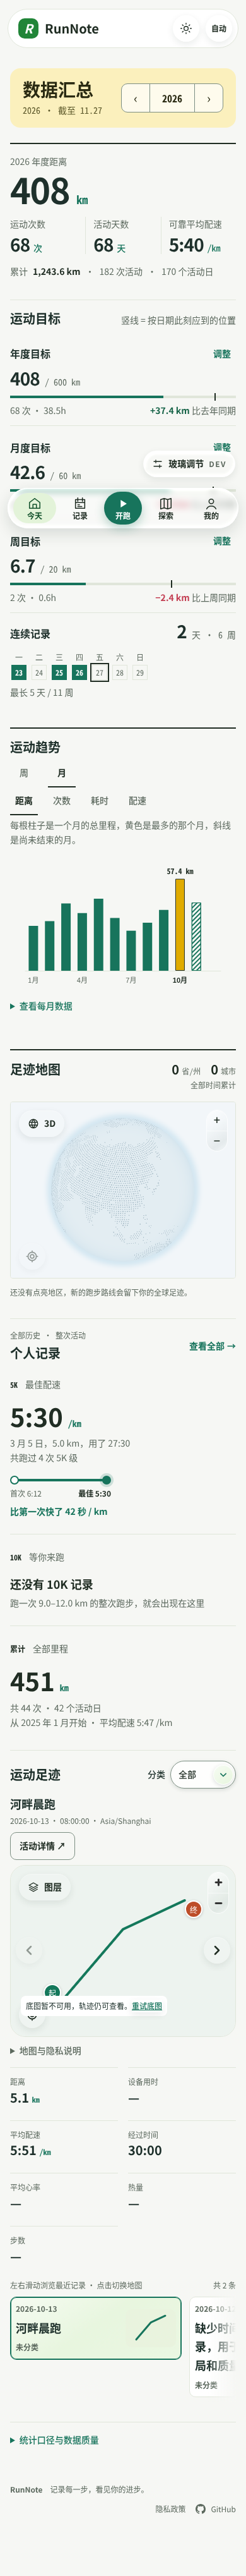 RunNote
自动
数据汇总
2026 • 截至 11.27
‹ 2026 ›
2026 年度距离
408 km
运动次数
68 次
活动天数
68 天
可靠平均配速
5:40 /km
累计 1,243.6 km • 182 次活动 • 170 个活动日
运动目标
竖线 = 按日期此刻应到的位置
年度目标
调整
408 / 600 km
68 次 • 38.5h
+37.4 km 比去年同期
月度目标
调整
42.6 / 60 km
玻璃调节 DEV
今天
记录
开跑
探索
我的
周目标
调整
6.7 / 20 km
2 次 • 0.6h
−2.4 km 比上周同期
连续记录
2 天 • 6 周
一 二 三 四 五 六 日
23 24 25 26 27 28 29
最长 5 天 / 11 周
运动趋势
周 月
距离 次数 耗时 配速
每根柱子是一个月的总里程，黄色是最多的那个月，斜线是尚未结束的月。
57.4 km
1月 4月 7月 10月
查看每月数据
足迹地图
0 省/州 0 城市
全部时间累计
3D
+
−
还没有点亮地区，新的跑步路线会留下你的全球足迹。
全部历史 • 整次活动
个人记录
查看全部 →
5K 最佳配速
5:30 /km
3 月 5 日，5.0 km，用了 27:30
共跑过 4 次 5K 级
首次 6:12
最佳 5:30
比第一次快了 42 秒 / km
10K 等你来跑
还没有 10K 记录
跑一次 9.0–12.0 km 的整次跑步，就会出现在这里
累计 全部里程
451 km
共 44 次 • 42 个活动日
从 2025 年 1 月开始 • 平均配速 5:47 /km
运动足迹
分类
全部
河畔晨跑
2026-10-13 • 08:00:00 • Asia/Shanghai
活动详情 ↗
图层
+
−
终
起
底图暂不可用，轨迹仍可查看。重试底图
地图与隐私说明
距离
5.1 km
设备用时
—
平均配速
5:51 /km
经过时间
30:00
平均心率
—
热量
—
步数
—
左右滑动浏览最近记录 • 点击切换地图
共 2 条
2026-10-13
河畔晨跑
未分类
2026-10-12
缺少时间
录，用于
局和质量
未分类
统计口径与数据质量
RunNote 记录每一步，看见你的进步。
隐私政策
GitHub